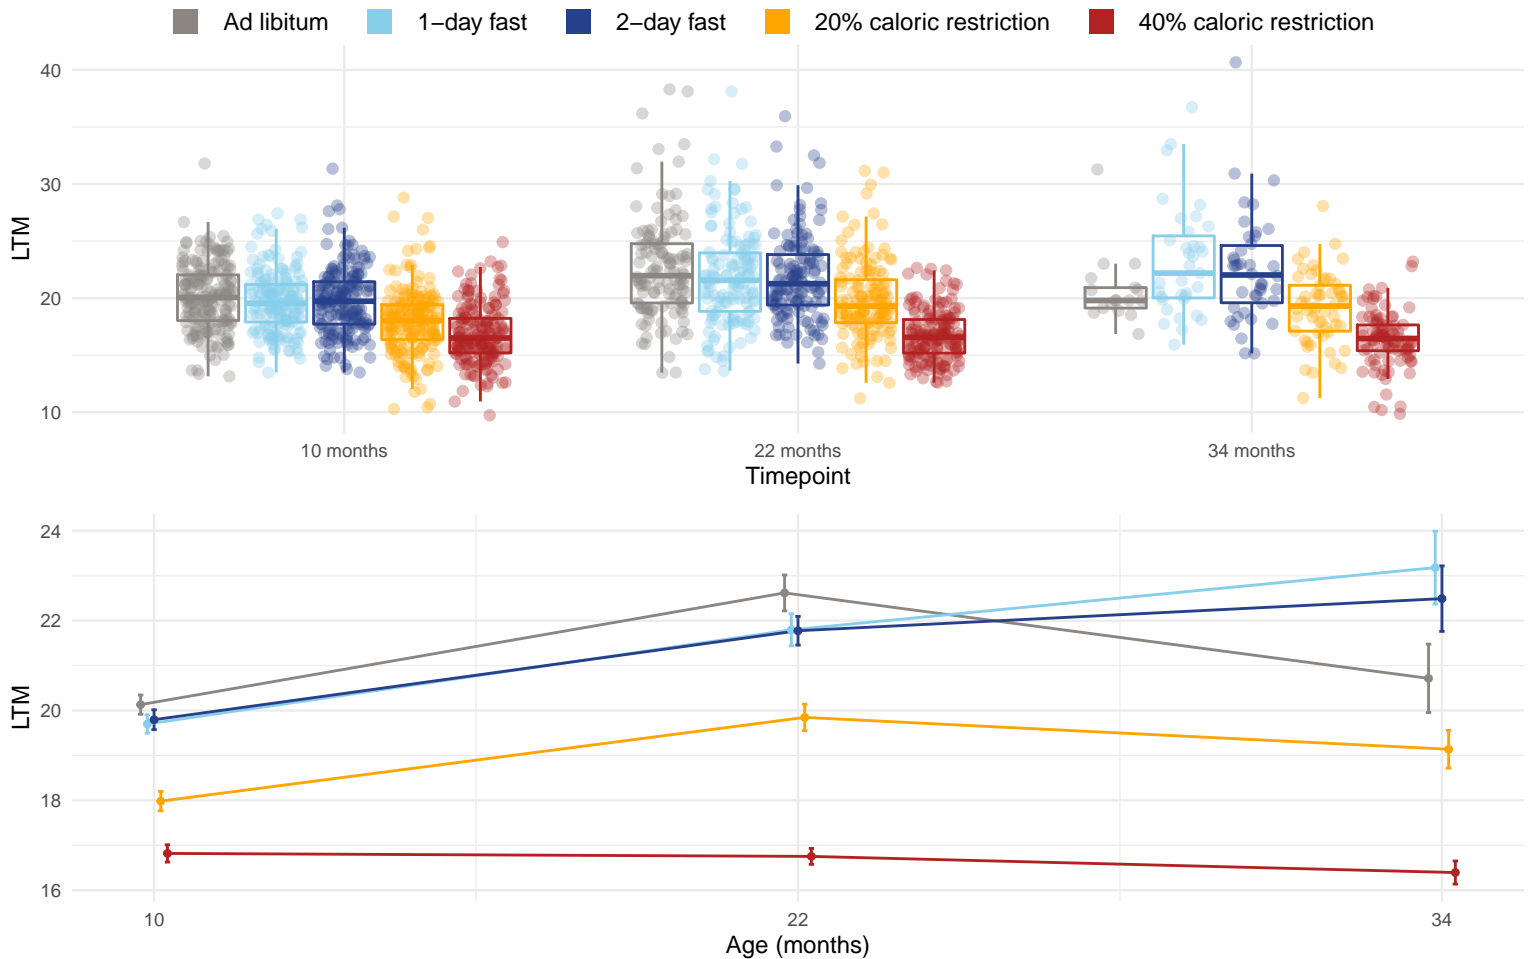 Ad libitum 1−day fast 2−day fast 20% caloric restriction 40% caloric restriction
40
30
20
10
LTM
10 months 22 months 34 months
Timepoint
24
22
20
18
16
LTM
10 22 34
Age (months)